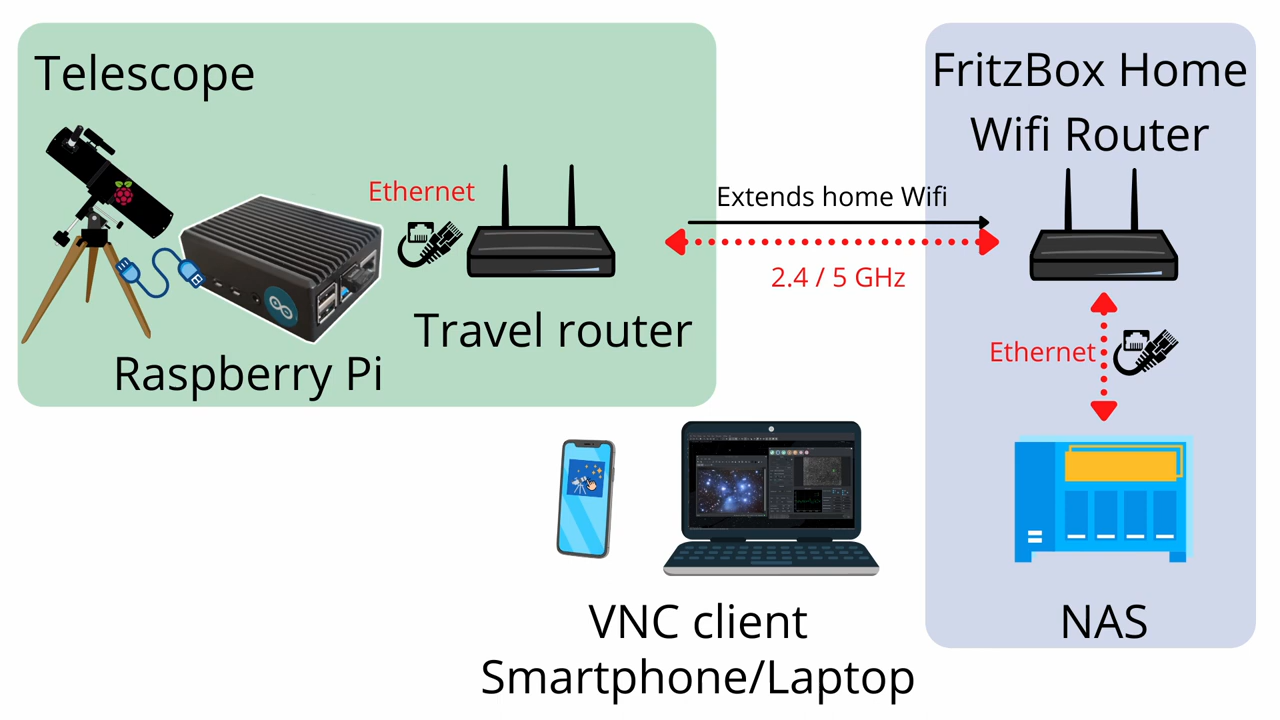 Telescope
Ethernet
Raspberry Pi
Travel router
Extends home Wifi
2.4 / 5 GHz
FritzBox Home
Wifi Router
Ethernet
NAS
VNC client
Smartphone/Laptop